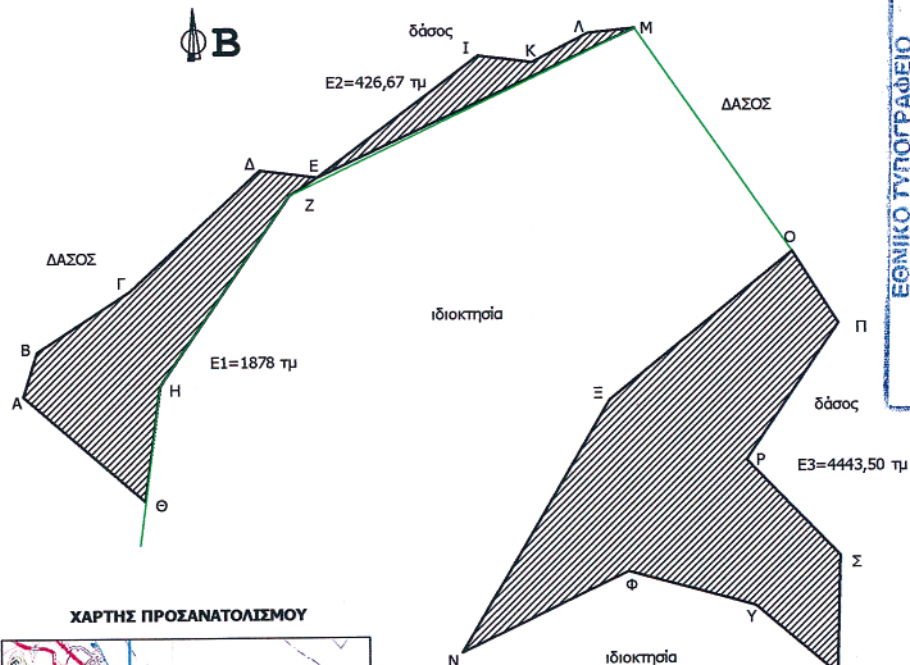 Β
δάσος
Ι
Κ
Λ
Μ
Ε2=426,67 τμ
ΔΑΣΟΣ
ΕΘΝΙΚΟ ΤΥΠΟΓΡΑΦΕΙΟ
Δ
Ε
Ζ
Ο
ΔΑΣΟΣ
Γ
ιδιοκτησία
Π
Β
Ε1=1878 τμ
Η
Α
Ξ
δάσος
Ρ
Ε3=4443,50 τμ
Θ
Σ
Φ
ΧΑΡΤΗΣ ΠΡΟΣΑΝΑΤΟΛΙΣΜΟΥ
Υ
Ν
ιδιοκτησία